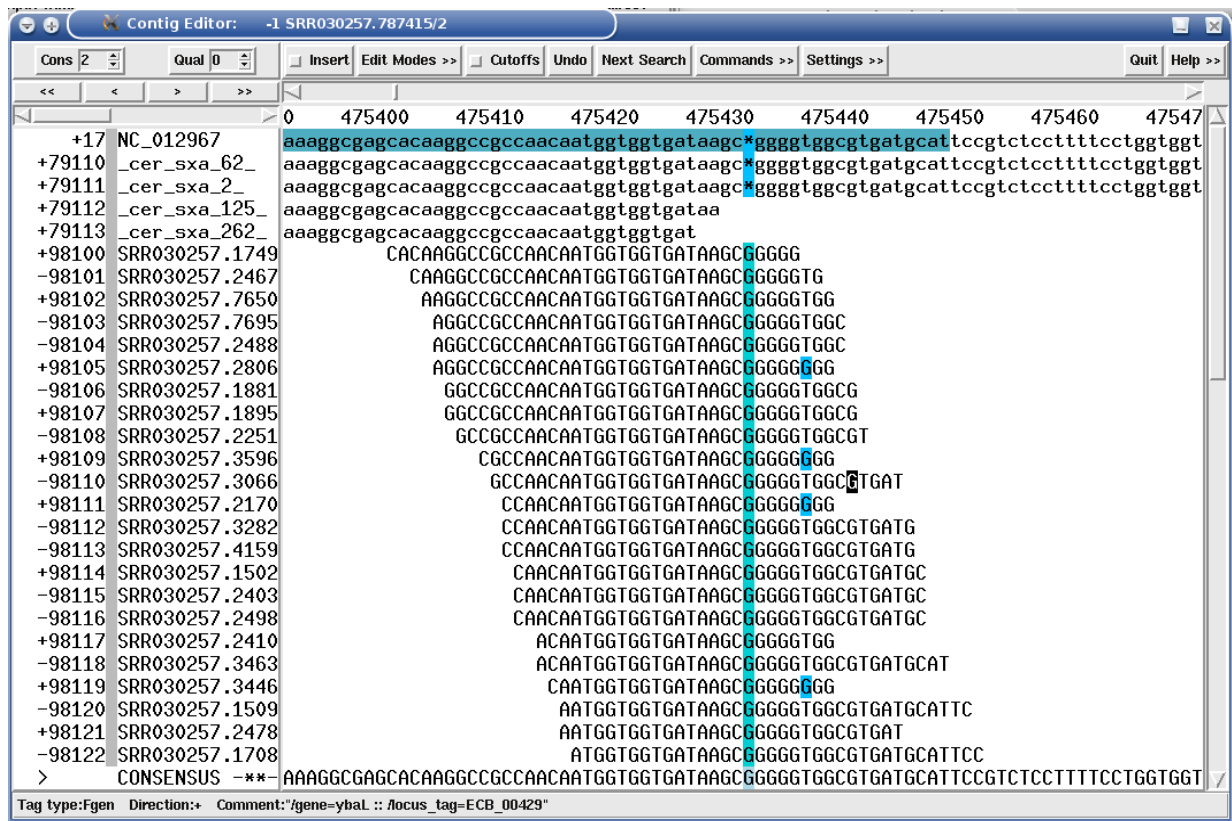 Contig Editor: -1 SRR030257.787415/2
Cons 2 Qual 0 Insert Edit Modes >> Cutoffs Undo Next Search Commands >> Settings >> Quit Help >>
<< < > >>
0 475400 475410 475420 475430 475440 475450 475460 47547
+17 NC_012967 aaaggcgagcacaaggccgccaacaatggtggtgataagc*ggggtggcgtgatgcattccgtctccttttcctggtggt
+79110 _cer_sxa_62_ aaaggcgagcacaaggccgccaacaatggtggtgataagc*ggggtggcgtgatgcattccgtctccttttcctggtggt
+79111 _cer_sxa_2_ aaaggcgagcacaaggccgccaacaatggtggtgataagc*ggggtggcgtgatgcattccgtctccttttcctggtggt
+79112 _cer_sxa_125_ aaaggcgagcacaaggccgccaacaatggtggtgataa
+79113 _cer_sxa_262_ aaaggcgagcacaaggccgccaacaatggtggtgat
+98100 SRR030257.1749 CACAAGGCCGCCAACAATGGTGGTGATAAGCGGGGG
-98101 SRR030257.2467 CAAGGCCGCCAACAATGGTGGTGATAAGCGGGGGTG
+98102 SRR030257.7650 AAGGCCGCCAACAATGGTGGTGATAAGCGGGGGTGG
-98103 SRR030257.7695 AGGCCGCCAACAATGGTGGTGATAAGCGGGGGTGGC
-98104 SRR030257.2488 AGGCCGCCAACAATGGTGGTGATAAGCGGGGGTGGC
+98105 SRR030257.2806 AGGCCGCCAACAATGGTGGTGATAAGCGGGGGGGG
-98106 SRR030257.1881 GGCCGCCAACAATGGTGGTGATAAGCGGGGGTGGCG
+98107 SRR030257.1895 GGCCGCCAACAATGGTGGTGATAAGCGGGGGTGGCG
-98108 SRR030257.2251 GCCGCCAACAATGGTGGTGATAAGCGGGGGTGGCGT
+98109 SRR030257.3596 CGCCAACAATGGTGGTGATAAGCGGGGGGGG
-98110 SRR030257.3066 GCCAACAATGGTGGTGATAAGCGGGGGTGGCGTGAT
+98111 SRR030257.2170 CCAACAATGGTGGTGATAAGCGGGGGGGG
-98112 SRR030257.3282 CCAACAATGGTGGTGATAAGCGGGGGTGGCGTGATG
-98113 SRR030257.4159 CCAACAATGGTGGTGATAAGCGGGGGTGGCGTGATG
+98114 SRR030257.1502 CAACAATGGTGGTGATAAGCGGGGGTGGCGTGATGC
-98115 SRR030257.2403 CAACAATGGTGGTGATAAGCGGGGGTGGCGTGATGC
-98116 SRR030257.2498 CAACAATGGTGGTGATAAGCGGGGGTGGCGTGATGC
+98117 SRR030257.2410 ACAATGGTGGTGATAAGCGGGGGTGG
-98118 SRR030257.3463 ACAATGGTGGTGATAAGCGGGGGTGGCGTGATGCAT
+98119 SRR030257.3446 CAATGGTGGTGATAAGCGGGGGGGG
-98120 SRR030257.1509 AATGGTGGTGATAAGCGGGGGTGGCGTGATGCATTC
+98121 SRR030257.2478 AATGGTGGTGATAAGCGGGGGTGGCGTGAT
-98122 SRR030257.1708 ATGGTGGTGATAAGCGGGGGTGGCGTGATGCATTCC
> CONSENSUS -**- AAAGGCGAGCACAAGGCCGCCAACAATGGTGGTGATAAGCGGGGGTGGCGTGATGCATTCCGTCTCCTTTTCCTGGTGGT
Tag type:Fgen Direction:+ Comment:"/gene=ybaL :: /locus_tag=ECB_00429"